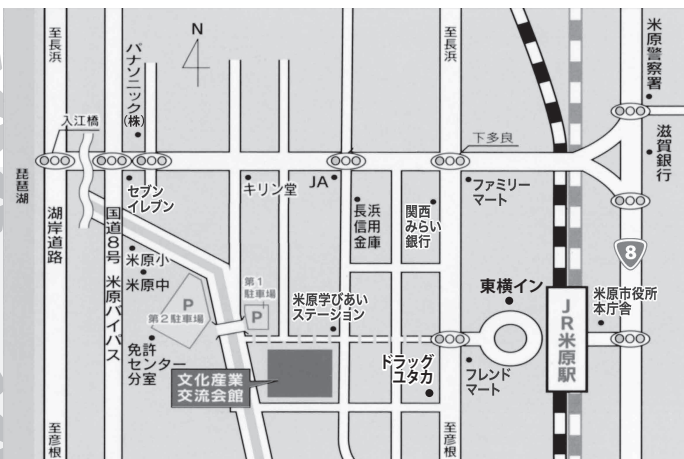 至長浜
パナソニック㈱
N
至長浜
米原警察署
入江橋
下多良
滋賀銀行
琵琶湖
セブン
イレブン
キリン堂
JA
ファミリー
マート
湖岸道路
国道8号 米原バイパス
長浜
信用
金庫
関西
みらい
銀行
米原小
米原中
8
第1
駐車場
P
P
第2駐車場
米原学びあい
ステーション
東横イン
JR米原駅
米原市役所
本庁舎
免許
センター
分室
文化産業
交流会館
ドラッグ
ユタカ
フレンド
マート
至彦根
至彦根